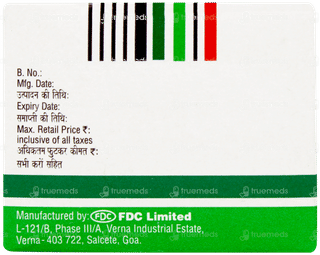 B. No.:
Mfg. Date:
उत्पादन की तिथि:
Expiry Date:
समाप्ती की तिथि:
Max. Retail Price ₹:
inclusive of all taxes
अधिकतम फुटकर कीमत ₹:
सभी करों सहित
Manufactured by: FDC FDC Limited
L-121/B, Phase III/A, Verna Industrial Estate,
Verna - 403 722, Salcete, Goa.
truemeds
truemeds
truemeds